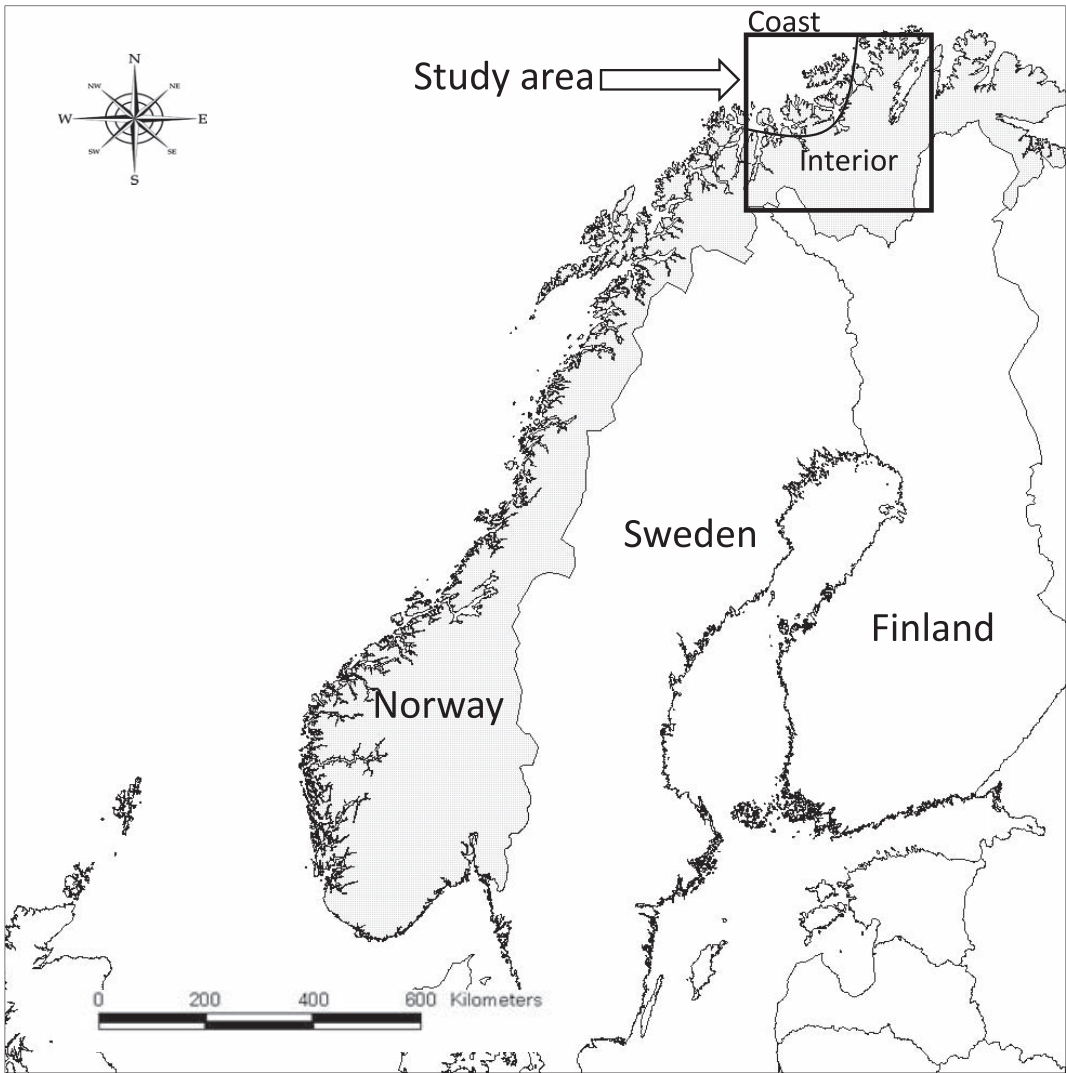 Coast
Study area
N
NW
NE
W
E
SW
SE
S
Interior
Sweden
Finland
Norway
0 200 400 600 Kilometers